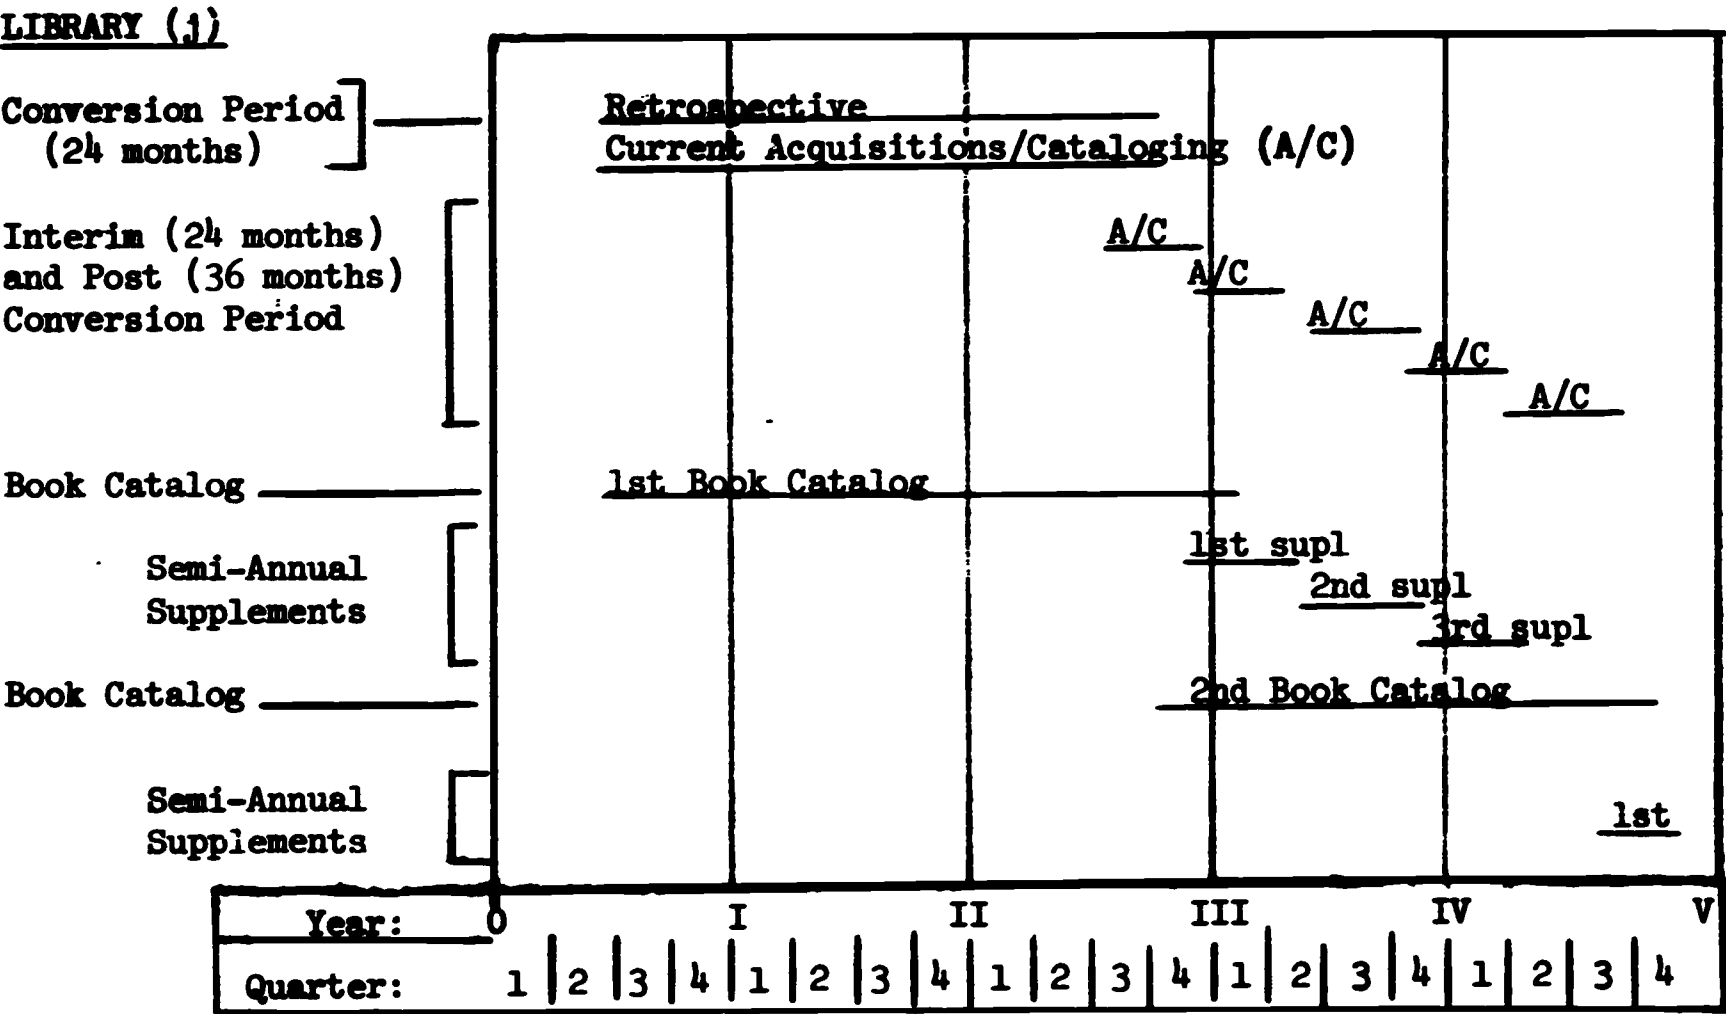 LIBRARY (j)
Conversion Period
(24 months)
Retrospective
Current Acquisitions/Cataloging (A/C)
Interim (24 months)
and Post (36 months)
Conversion Period
A/C
A/C
A/C
A/C
A/C
Book Catalog
1st Book Catalog
Semi-Annual
Supplements
1st supl
2nd supl
3rd supl
Book Catalog
2nd Book Catalog
Semi-Annual
Supplements
1st
Year: 0 I II III IV V
Quarter: 1 2 3 4 1 2 3 4 1 2 3 4 1 2 3 4 1 2 3 4